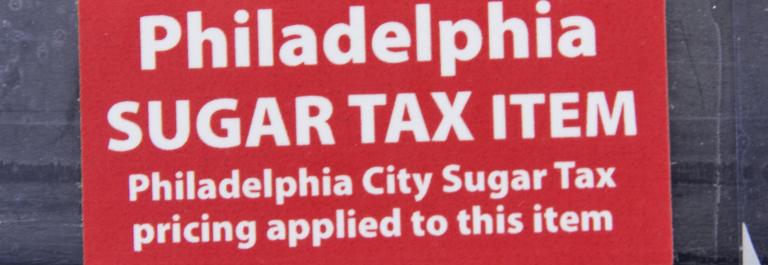 Philadelphia
SUGAR TAX ITEM
Philadelphia City Sugar Tax
pricing applied to this item